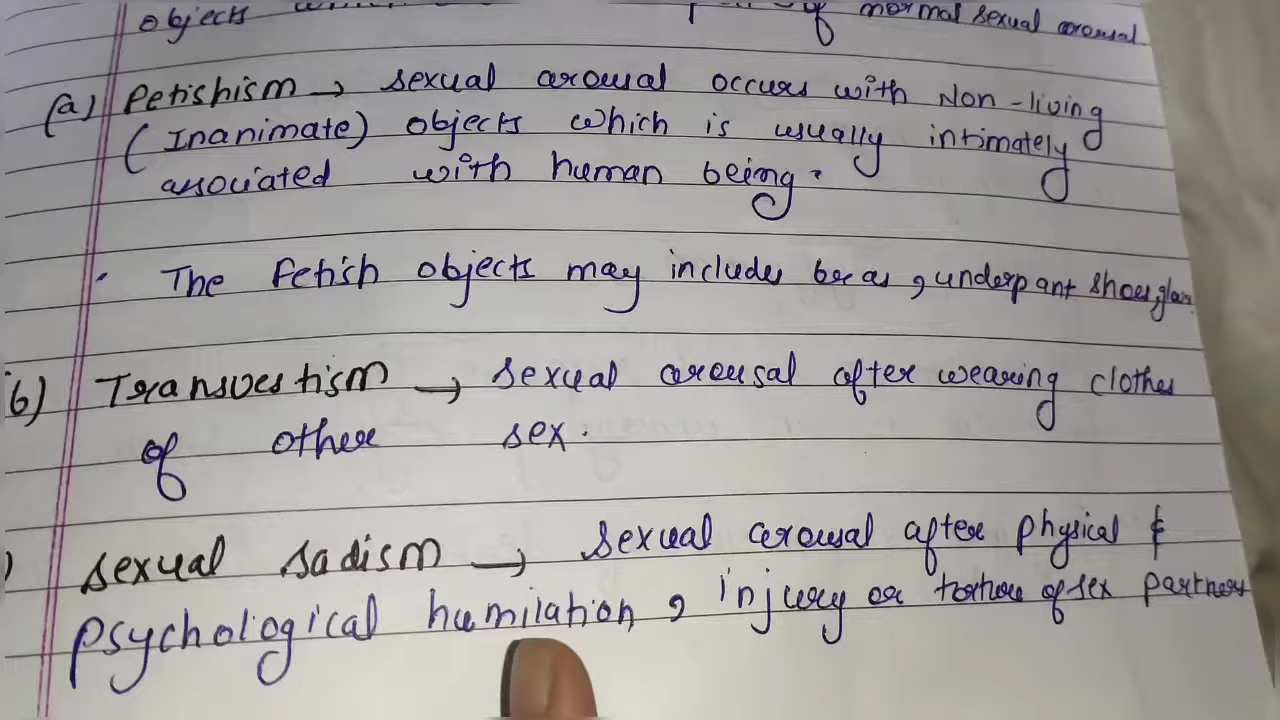 objects of normal sexual arousal
(a) Fetishism → sexual arousal occurs with Non-living
(Inanimate) objects which is usually intimately
associated with human being.
• The Fetish objects may includes bras, underpant shoes,
b) Transvestism → sexual arousal after wearing clothes
of other sex.
) sexual sadism → sexual arousal after physical &
psychological humilation, injury or torture of sex partners